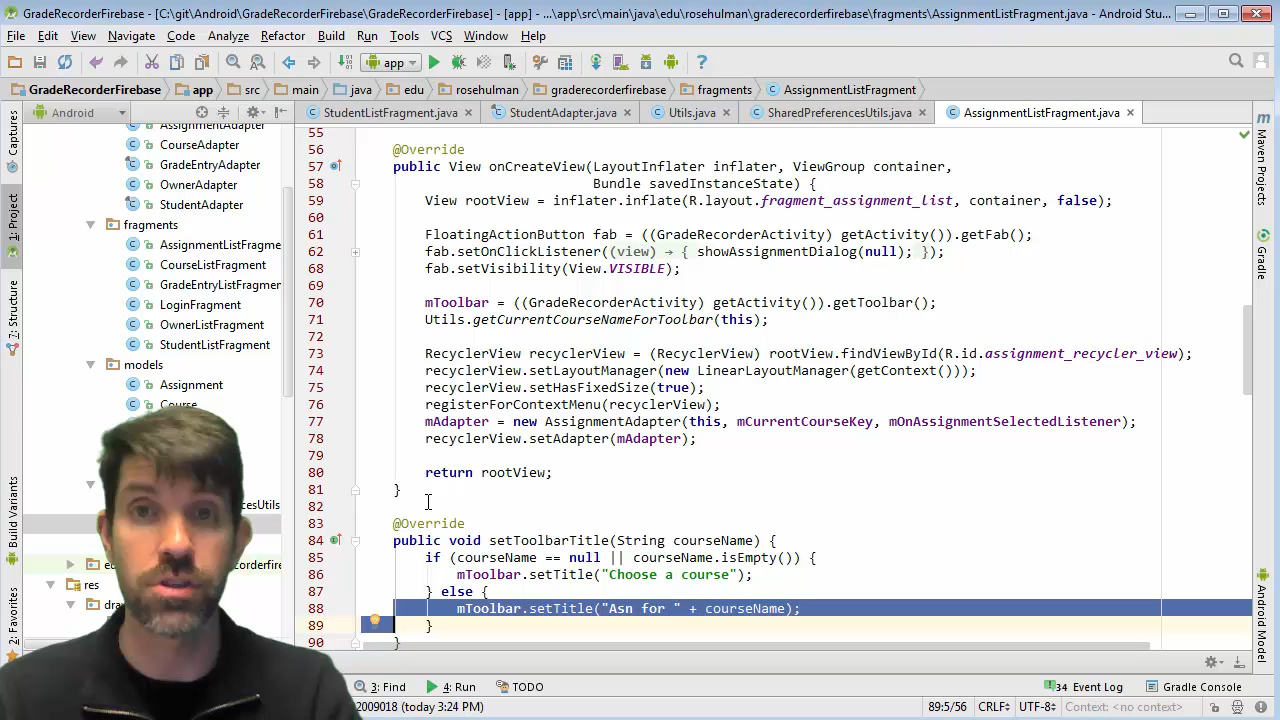 GradeRecorderFirebase - [C:\git\Android\GradeRecorderFirebase\GradeRecorderFirebase] - [app] - ...\app\src\main\java\edu\rosehulman\graderecorderfirebase\fragments\AssignmentListFragment.java - Android Stu...
File Edit View Navigate Code Analyze Refactor Build Run Tools VCS Window Help
app
GradeRecorderFirebase app src main java edu rosehulman graderecorderfirebase fragments AssignmentListFragment
Android
StudentListFragment.java StudentAdapter.java Utils.java SharedPreferencesUtils.java AssignmentListFragment.java
Captures
1: Project
7: Structure
Build Variants
2: Favorites
AssignmentAdapter
CourseAdapter
GradeEntryAdapter
OwnerAdapter
StudentAdapter
fragments
AssignmentListFragme
CourseListFragment
GradeEntryListFragmer
LoginFragment
OwnerListFragment
StudentListFragment
models
Assignment
Course
esUtils
ec
orderfirebase
res
dra
55
56 @Override
57 public View onCreateView(LayoutInflater inflater, ViewGroup container,
58 Bundle savedInstanceState) {
59 View rootView = inflater.inflate(R.layout.fragment_assignment_list, container, false);
60
61 FloatingActionButton fab = ((GradeRecorderActivity) getActivity()).getFab();
62 fab.setOnClickListener((view) → { showAssignmentDialog(null); });
68 fab.setVisibility(View.VISIBLE);
69
70 mToolbar = ((GradeRecorderActivity) getActivity()).getToolbar();
71 Utils.getCurrentCourseNameForToolbar(this);
72
73 RecyclerView recyclerView = (RecyclerView) rootView.findViewById(R.id.assignment_recycler_view);
74 recyclerView.setLayoutManager(new LinearLayoutManager(getContext()));
75 recyclerView.setHasFixedSize(true);
76 registerForContextMenu(recyclerView);
77 mAdapter = new AssignmentAdapter(this, mCurrentCourseKey, mOnAssignmentSelectedListener);
78 recyclerView.setAdapter(mAdapter);
79
80 return rootView;
81 }
82
83 @Override
84 public void setToolbarTitle(String courseName) {
85 if (courseName == null || courseName.isEmpty()) {
86 mToolbar.setTitle("Choose a course");
87 } else {
88 mToolbar.setTitle("Asn for " + courseName);
89 }
90 }
Maven Projects
Gradle
Android Model
3: Find 4: Run TODO 34 Event Log Gradle Console
2009018 (today 3:24 PM) 89:5/56 CRLF UTF-8 Context: <no context>